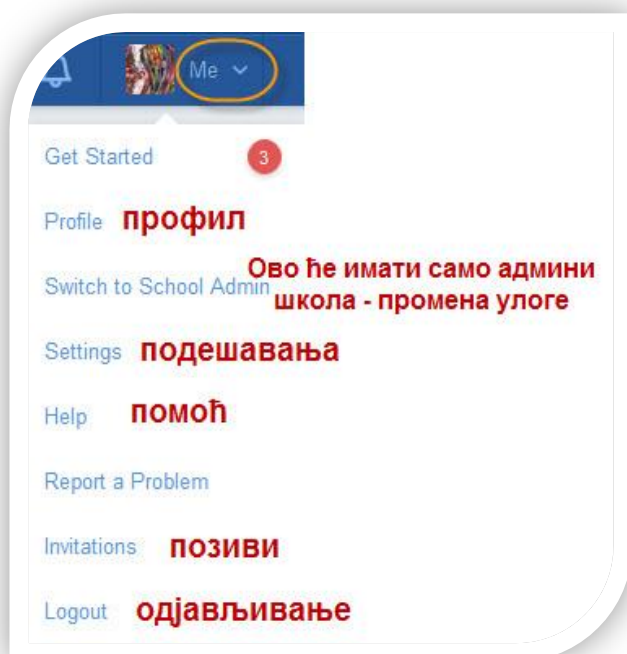 Me
Get Started 3
Profile профил
Ово ће имати само админи
Switch to School Admin школа - промена улоге
Settings подешавања
Help помоћ
Report a Problem
Invitations позиви
Logout одјављивање